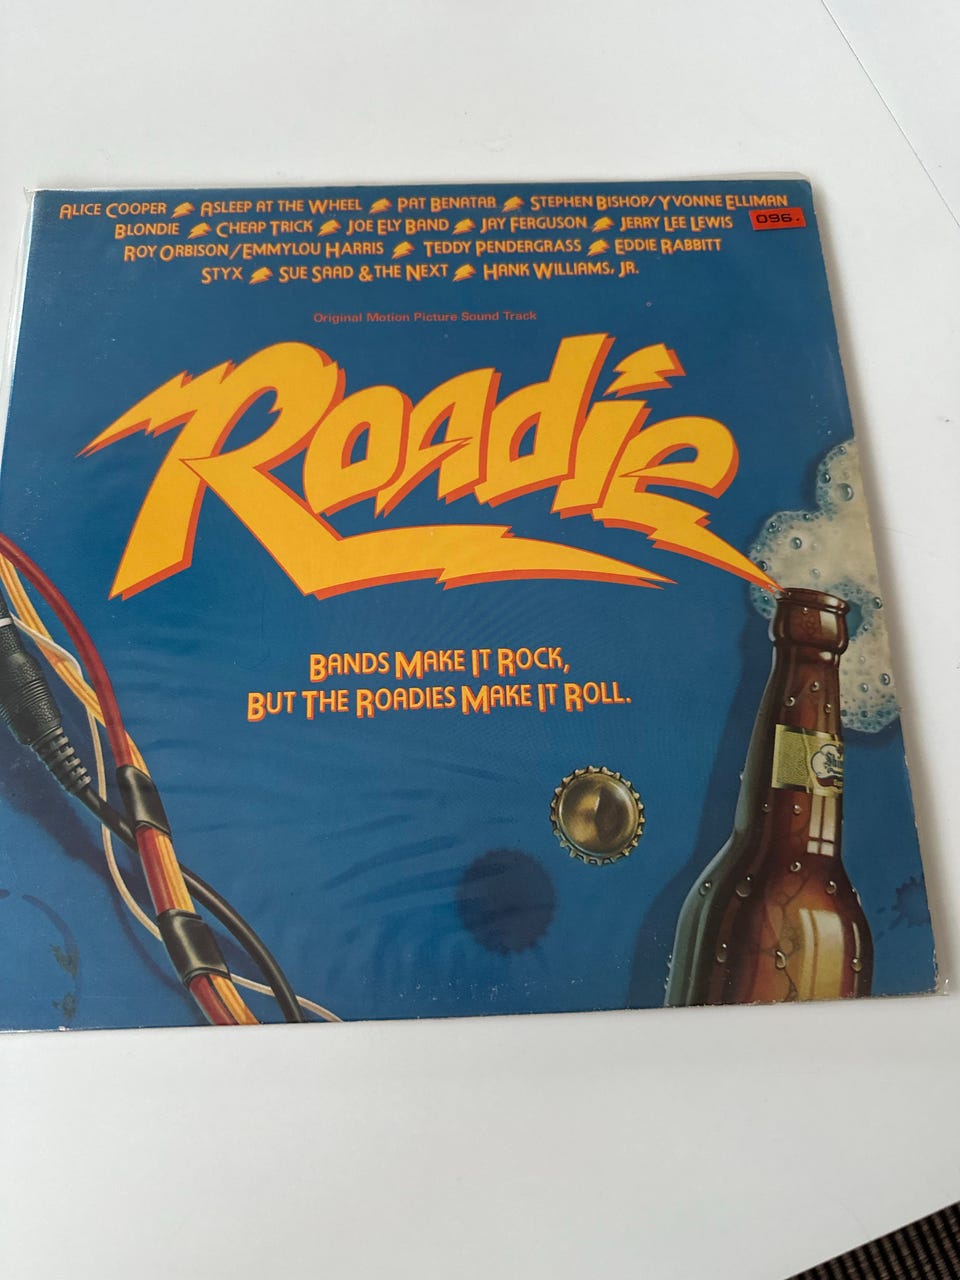 ALICE COOPER ASLEEP AT THE WHEEL PAT BENATAR STEPHEN BISHOP/YVONNE ELLIMAN
096.
BLONDIE CHEAP TRICK JOE ELY BAND JAY FERGUSON JERRY LEE LEWIS
ROY ORBISON/EMMYLOU HARRIS TEDDY PENDERGRASS EDDIE RABBITT
STYX SUE SAAD & THE NEXT HANK WILLIAMS, JR.
Original Motion Picture Sound Track
Roadie
BANDS MAKE IT ROCK,
BUT THE ROADIES MAKE IT ROLL.